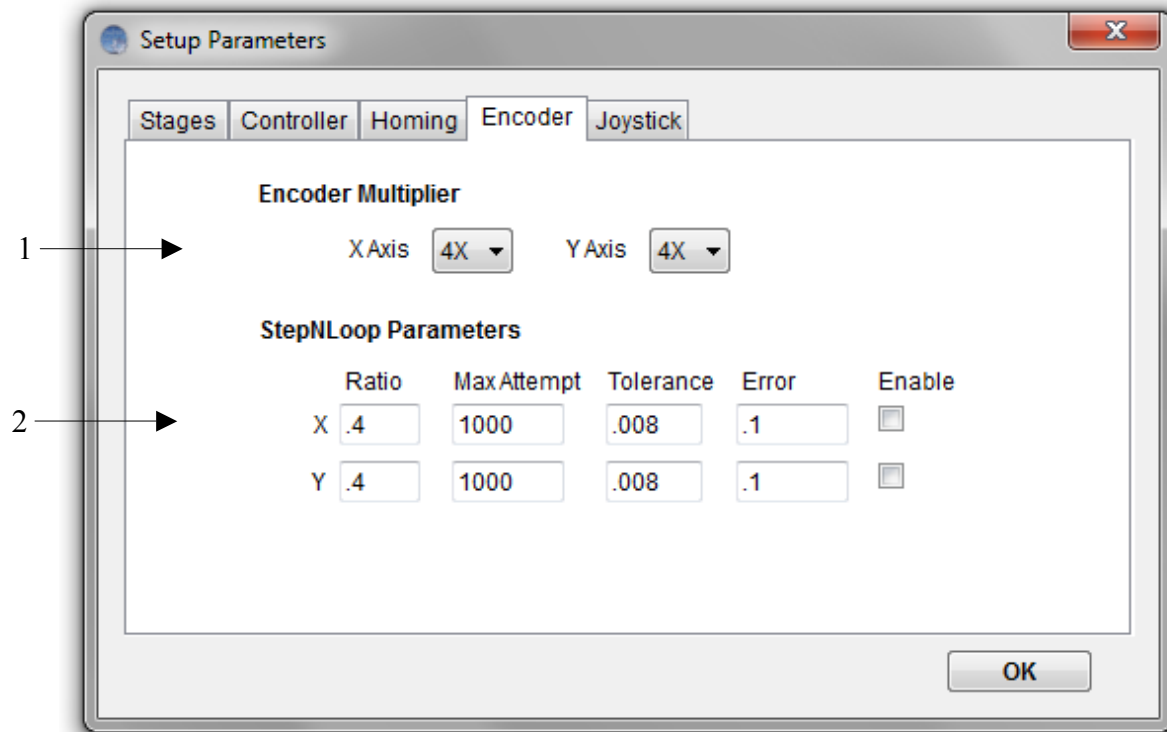 Setup Parameters
Stages Controller Homing Encoder Joystick
Encoder Multiplier
1
X Axis 4X Y Axis 4X
StepNLoop Parameters
Ratio Max Attempt Tolerance Error Enable
2
X .4 1000 .008 .1
Y .4 1000 .008 .1
OK